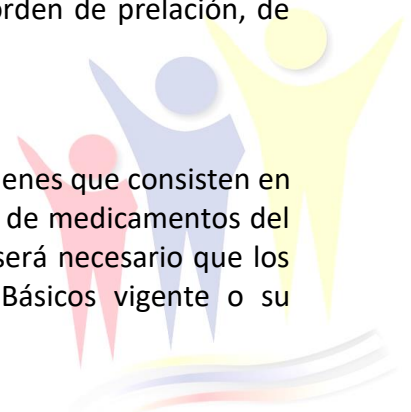 orden de prelación, de
enes que consisten en
de medicamentos del
será necesario que los
Básicos vigente o su